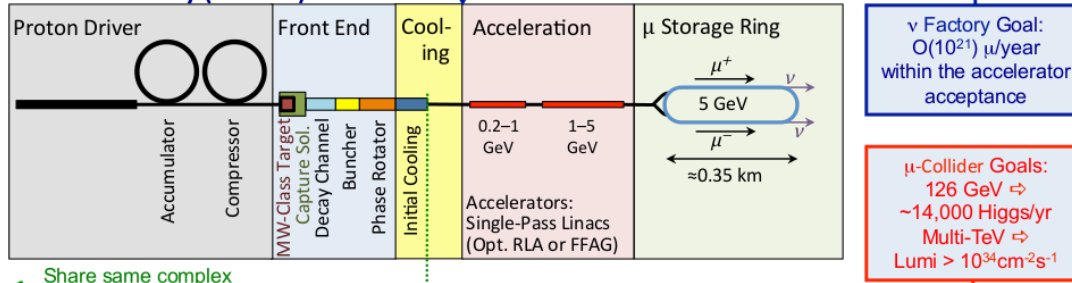 Proton Driver
Accumulator
Compressor
Front End
MW-Class Target
Capture Sol.
Decay Channel
Buncher
Phase Rotator
Cool-
ing
Initial Cooling
Acceleration
0.2–1
GeV
1–5
GeV
Accelerators:
Single-Pass Linacs
(Opt. RLA or FFAG)
μ Storage Ring
μ⁺
ν
5 GeV
ν
μ⁻
≈0.35 km
Share same complex
ν Factory Goal:
O(10²¹) μ/year
within the accelerator
acceptance
μ-Collider Goals:
126 GeV ⇨
~14,000 Higgs/yr
Multi-TeV ⇨
Lumi > 10³⁴cm⁻²s⁻¹